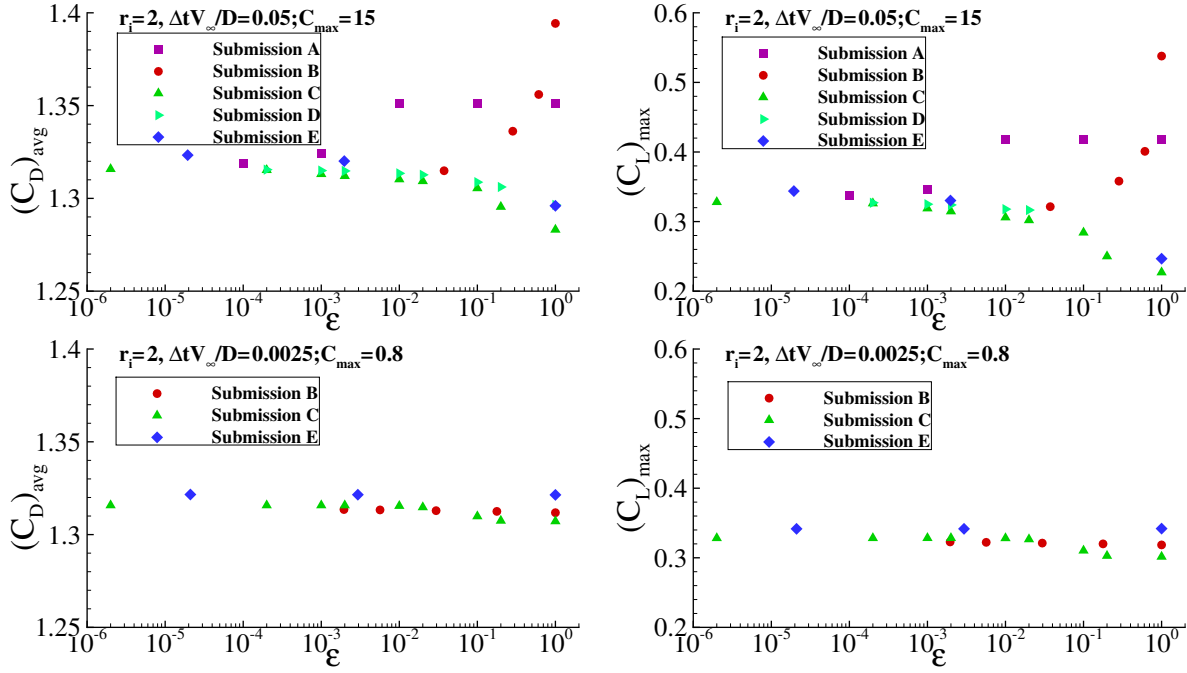 r_i=2, ΔtV_∞/D=0.05;C_max=15
Submission A
Submission B
Submission C
Submission D
Submission E
(C_D)_avg
1.4
1.35
1.3
1.25
10^-6 10^-5 10^-4 10^-3 10^-2 10^-1 10^0
ε
r_i=2, ΔtV_∞/D=0.05;C_max=15
Submission A
Submission B
Submission C
Submission D
Submission E
(C_L)_max
0.6
0.5
0.4
0.3
0.2
10^-6 10^-5 10^-4 10^-3 10^-2 10^-1 10^0
ε
r_i=2, ΔtV_∞/D=0.0025;C_max=0.8
Submission B
Submission C
Submission E
(C_D)_avg
1.4
1.35
1.3
1.25
10^-6 10^-5 10^-4 10^-3 10^-2 10^-1 10^0
ε
r_i=2, ΔtV_∞/D=0.0025;C_max=0.8
Submission B
Submission C
Submission E
(C_L)_max
0.6
0.5
0.4
0.3
0.2
10^-6 10^-5 10^-4 10^-3 10^-2 10^-1 10^0
ε